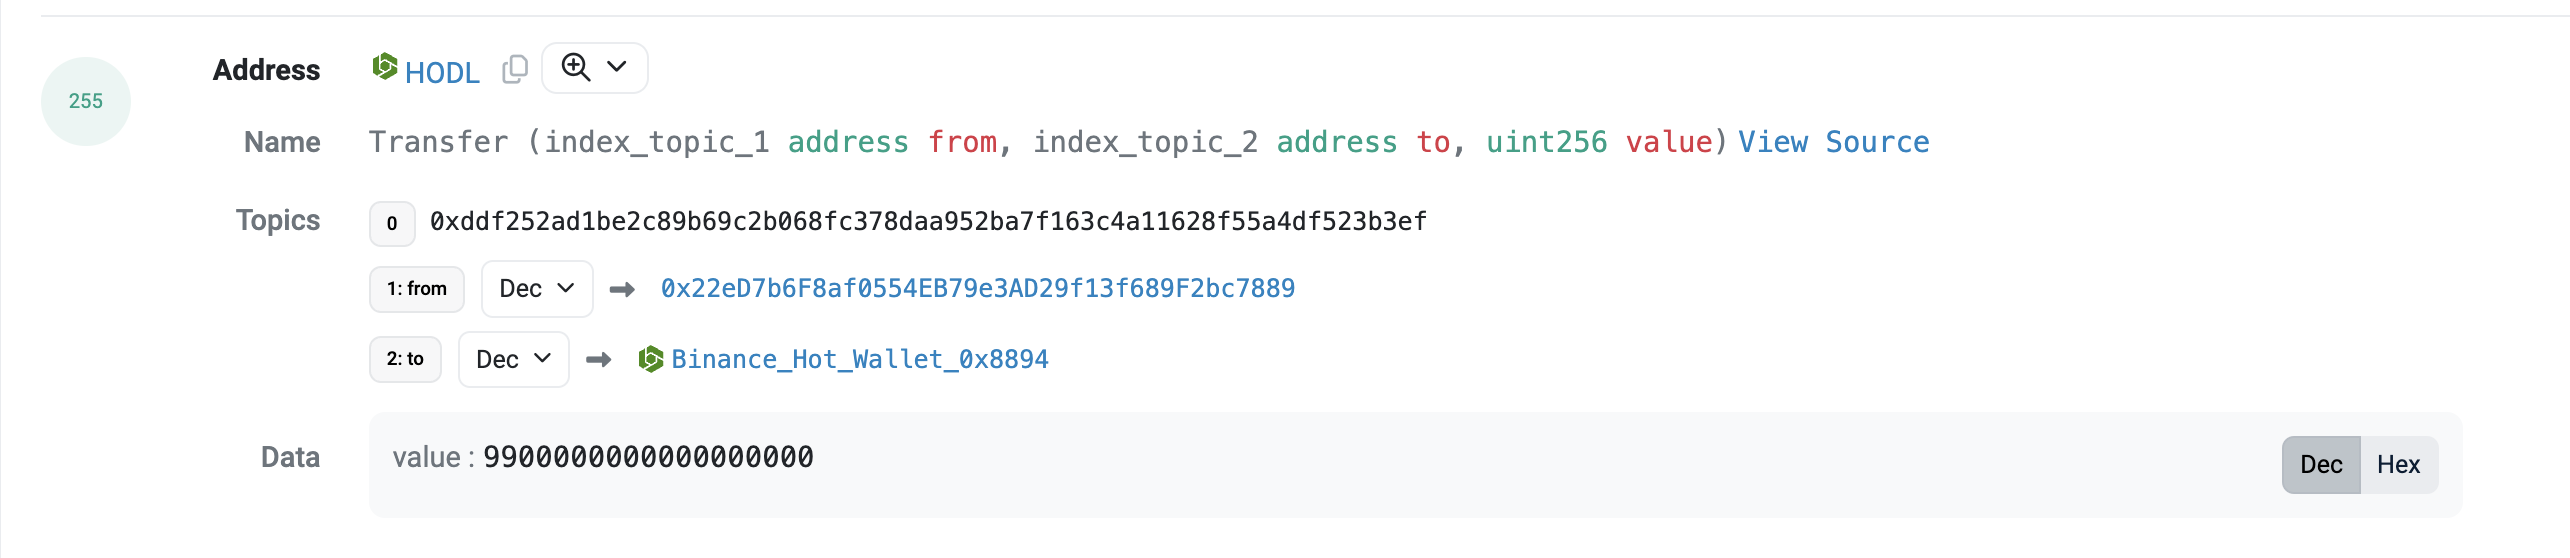 255
Address HODL
Name Transfer (index_topic_1 address from, index_topic_2 address to, uint256 value) View Source
Topics 0 0xddf252ad1be2c89b69c2b068fc378daa952ba7f163c4a11628f55a4df523b3ef
1: from Dec 0x22eD7b6F8af0554EB79e3AD29f13f689F2bc7889
2: to Dec Binance_Hot_Wallet_0x8894
Data value : 9900000000000000000
Dec Hex